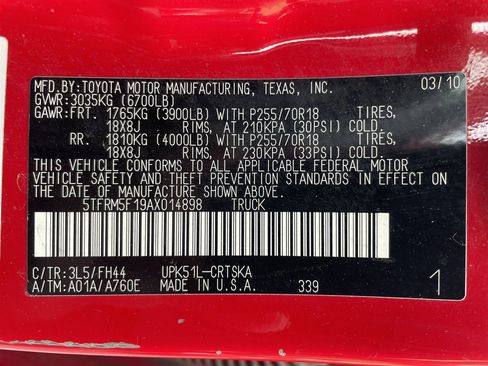 MFD.BY:TOYOTA MOTOR MANUFACTURING, TEXAS, INC. 03/10
GVWR:3035KG (6700LB)
GAWR:FRT. 1765KG (3900LB) WITH P255/70R18 TIRES,
18X8J RIMS, AT 210KPA (30PSI) COLD.
RR. 1810KG (4000LB) WITH P255/70R18 TIRES,
18X8J RIMS, AT 230KPA (33PSI) COLD.
THIS VEHICLE CONFORMS TO ALL APPLICABLE FEDERAL MOTOR
VEHICLE SAFETY AND THEFT PREVENTION STANDARDS IN EFFECT
ON THE DATE OF MANUFACTURE SHOWN ABOVE.
5TFRM5F19AX014898 TRUCK
C/TR:3L5/FH44 UPK51L-CRTSKA
A/TM:A01A/A760E MADE IN U.S.A. 339 1